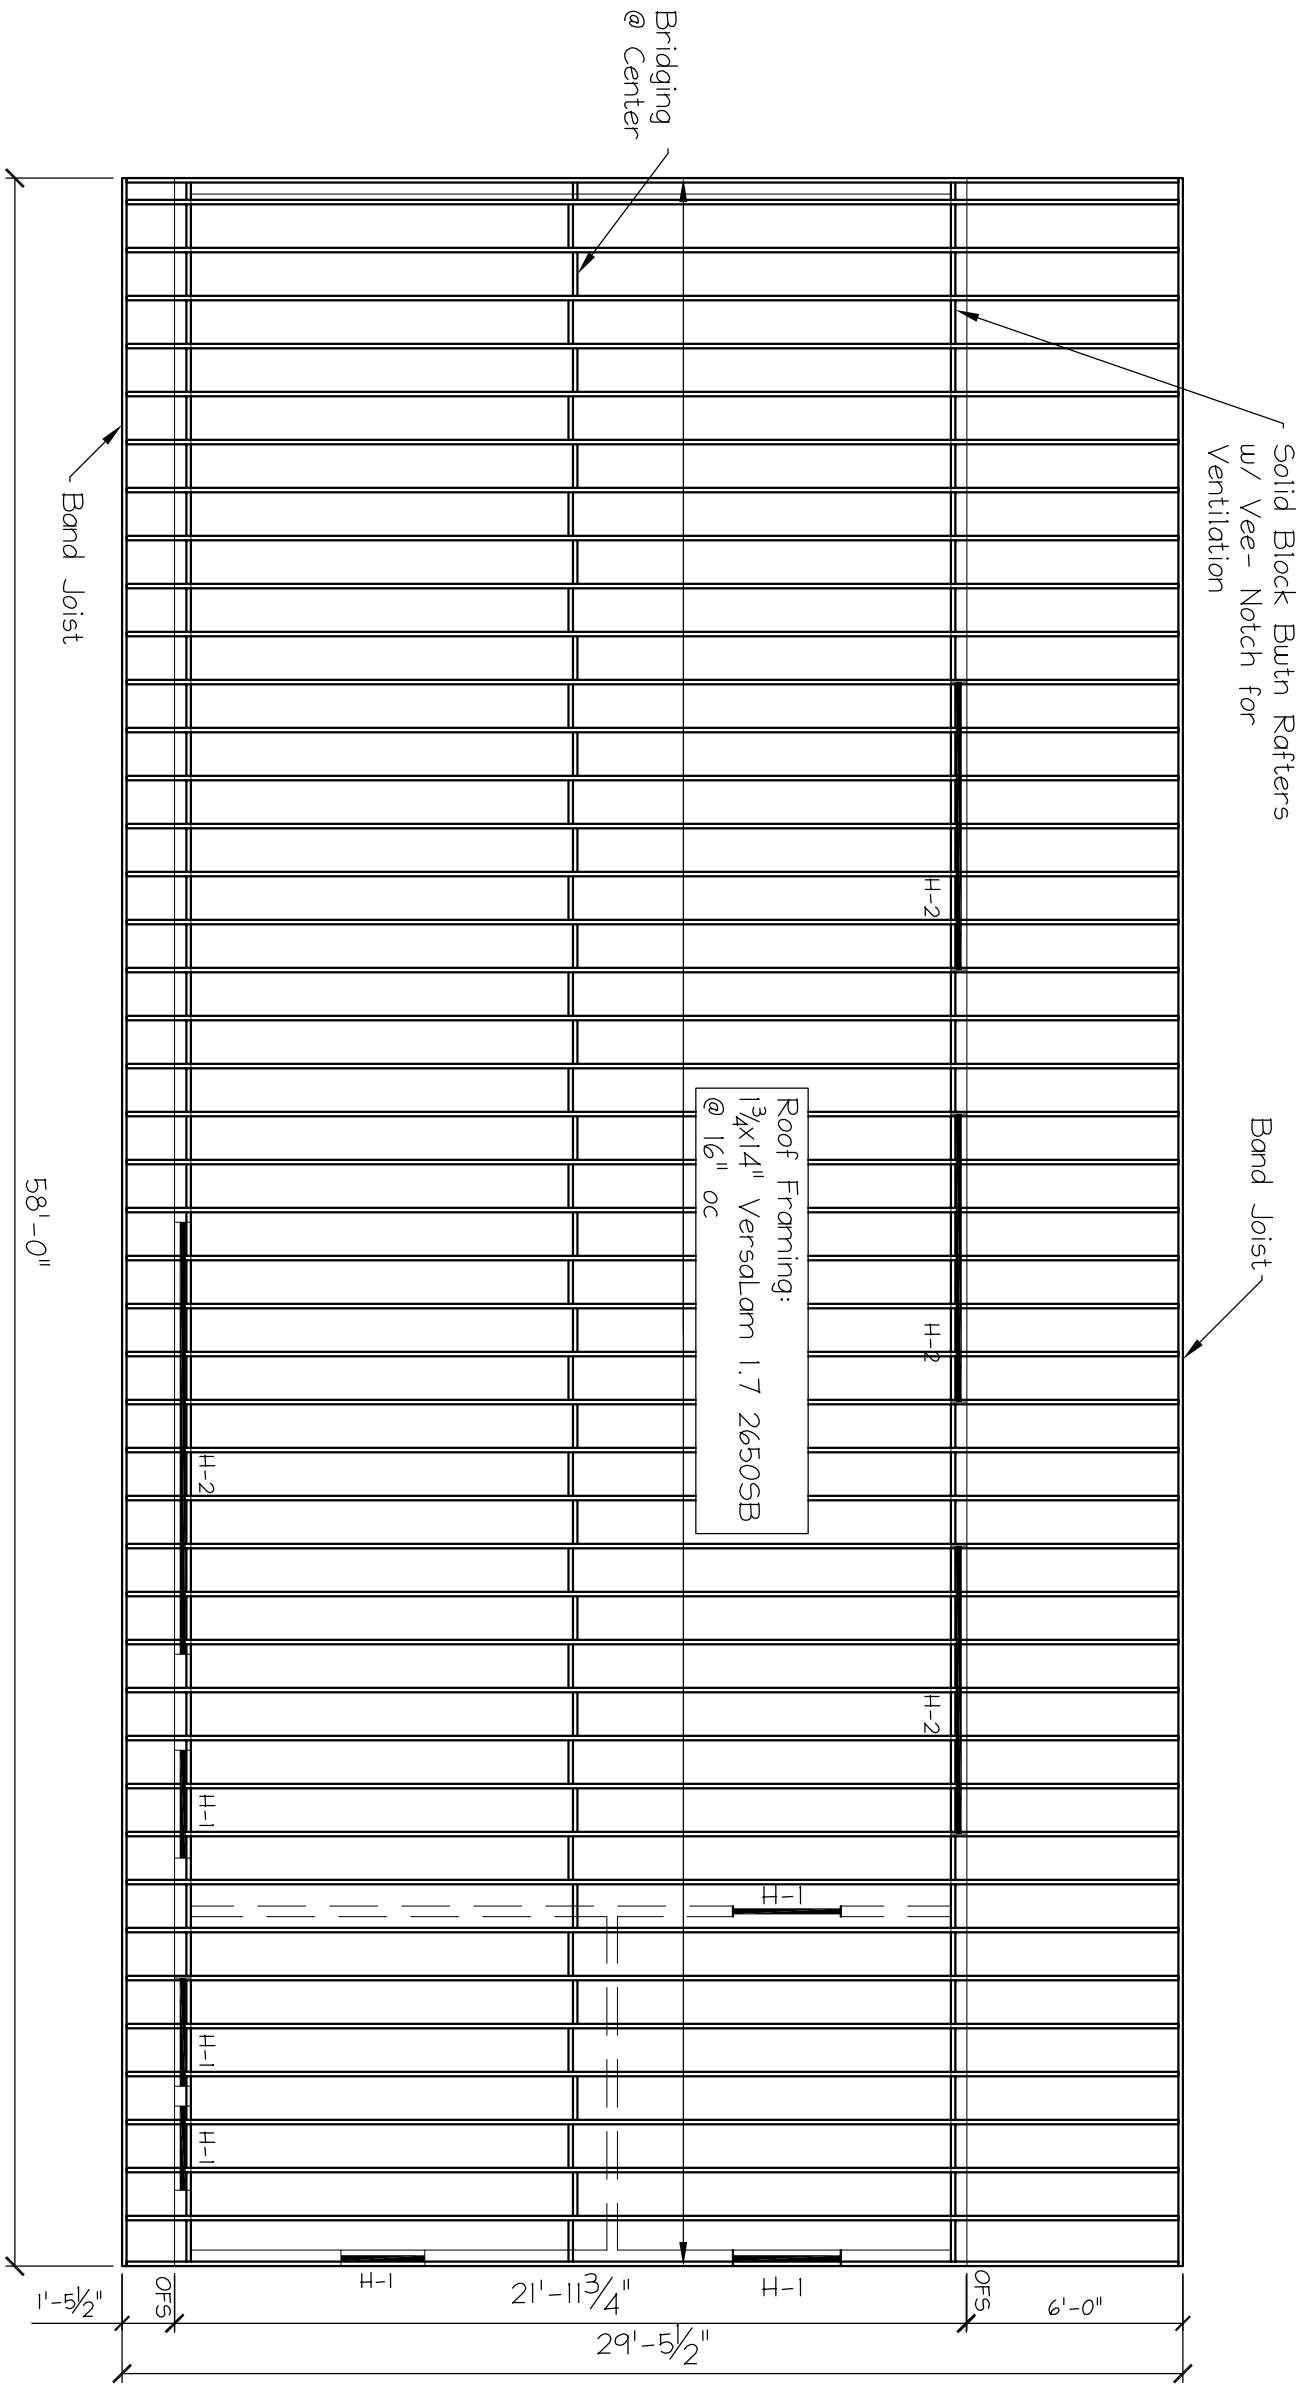 Bridging
@ Center
Solid Block Bwtn Rafters
w/ Vee- Notch for
Ventilation
Band Joist
Band Joist
H-2
H-2
H-2
Roof Framing:
1¾x14" VersaLam 1.7 2650SB
@ 16" oc
H-2
H-1
H-1
H-1
H-1
H-1
H-1
58'-0"
1'-5½"
OFS
21'-11¾"
OFS
6'-0"
29'-5½"